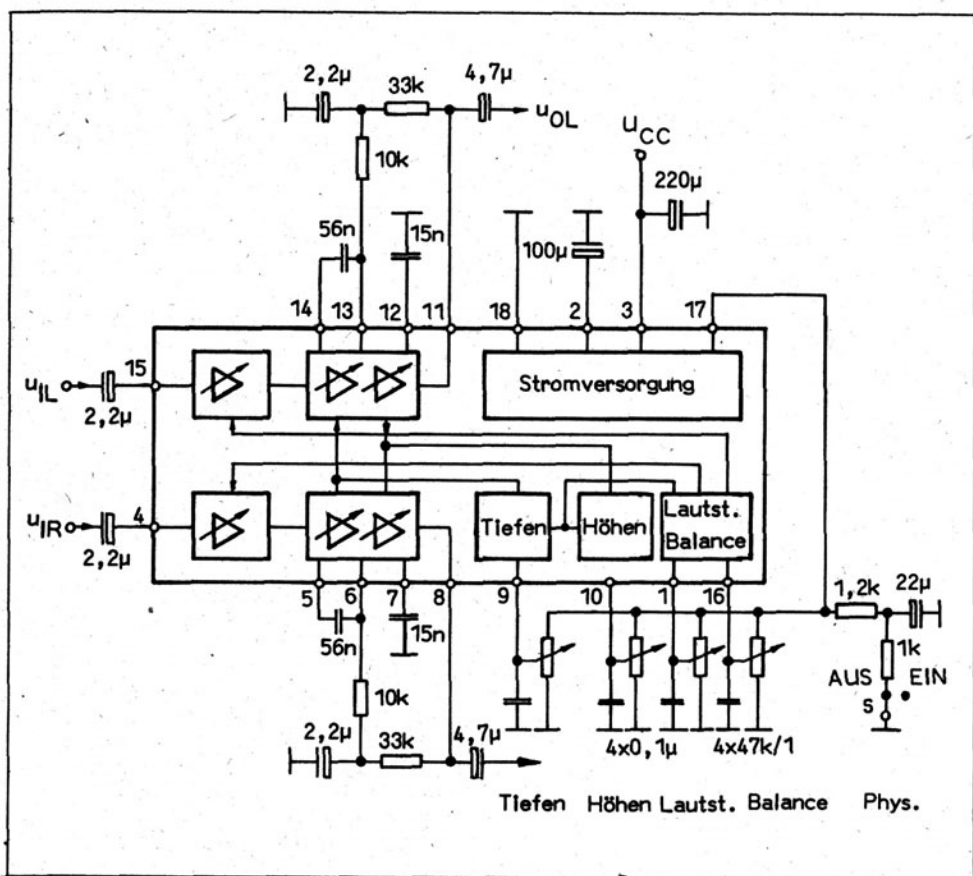 2,2µ 33k 4,7µ
u_OL
u_CC
10k
220µ
56n 15n
100µ
14 13 12 11 18 2 3 17
u_IL 15
2,2µ
Stromversorgung
u_IR 4
2,2µ
Tiefen Höhen Lautst. Balance
5 6 7 8 9 10 1 16
1,2k 22µ
56n 15n
1k
10k
AUS EIN
s
2,2µ 33k 4,7µ
4x0,1µ 4x47k/1
Tiefen Höhen Lautst. Balance Phys.